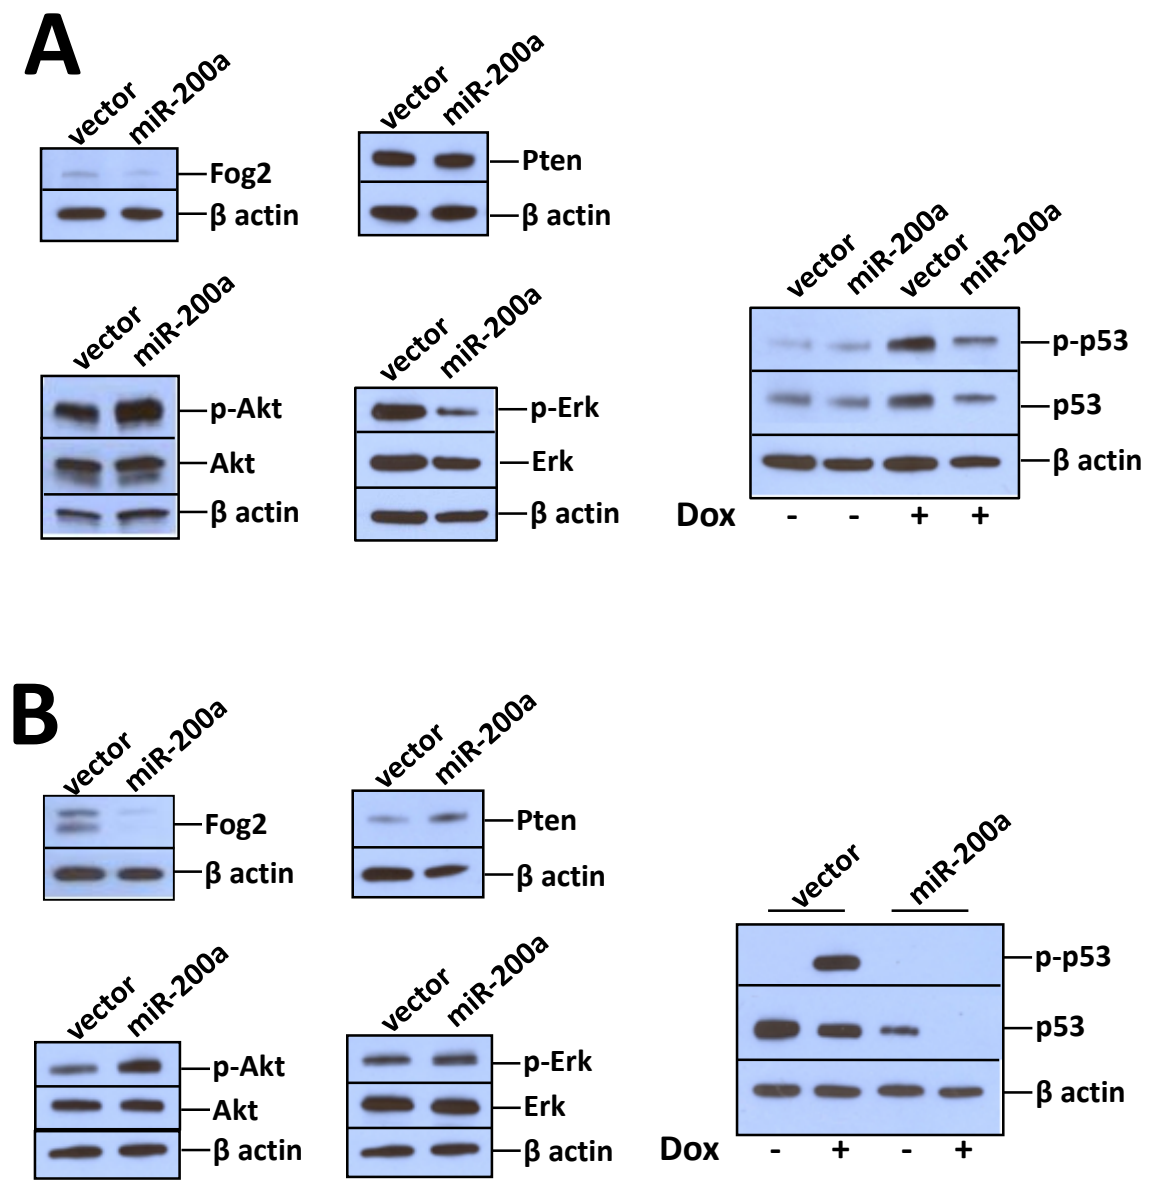 A
vector miR-200a
Fog2
β actin
vector miR-200a
Pten
β actin
vector miR-200a
p-Akt
Akt
β actin
vector miR-200a
p-Erk
Erk
β actin
vector miR-200a vector miR-200a
p-p53
p53
β actin
Dox - - + +
B
vector miR-200a
Fog2
β actin
vector miR-200a
Pten
β actin
vector miR-200a
p-Akt
Akt
β actin
vector miR-200a
p-Erk
Erk
β actin
vector miR-200a
p-p53
p53
β actin
Dox - + - +